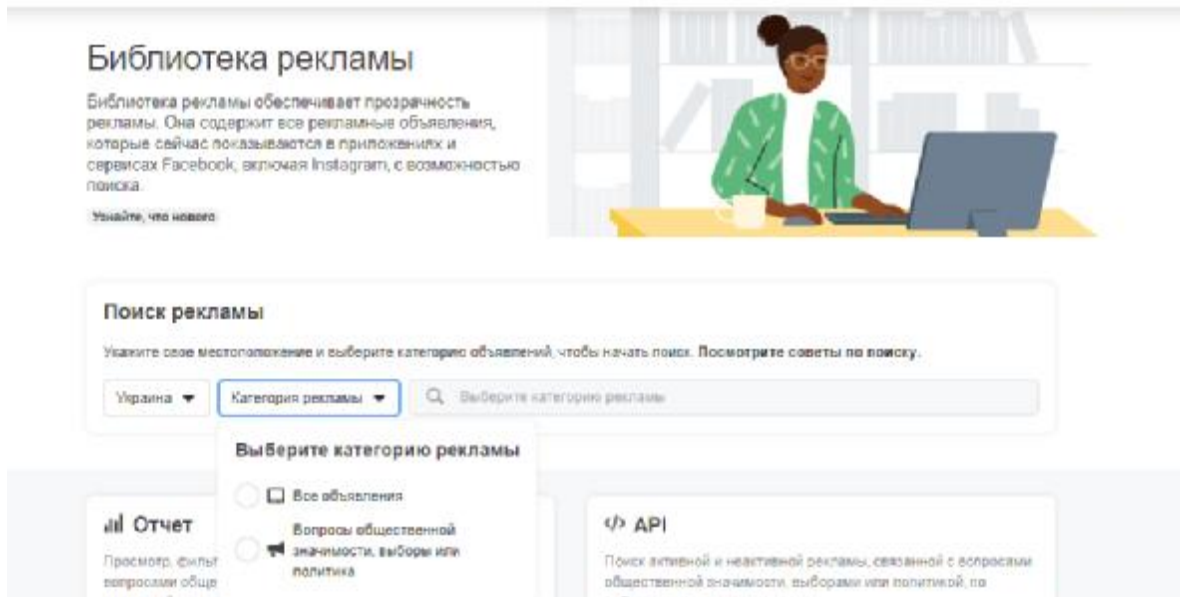 Библиотека рекламы
Библиотека рекламы обеспечивает прозрачность
рекламы. Она содержит все рекламные объявления,
которые сейчас показываются в приложениях и
сервисах Facebook, включая Instagram, с возможностью
поиска.
Узнайте, что нового
Поиск рекламы
Укажите свое местоположение и выберите категорию объявлений, чтобы начать поиск. Посмотрите советы по поиску.
Украина
Категория рекламы
Выберите категорию рекламы
Выберите категорию рекламы
Все объявления
Вопросы общественной
значимости, выборы или
политика
Отчет
Просмотр, фильт
вопросами обще
</> API
Поиск активной и неактивной рекламы, связанной с вопросами
общественной значимости, выборами или политикой, по